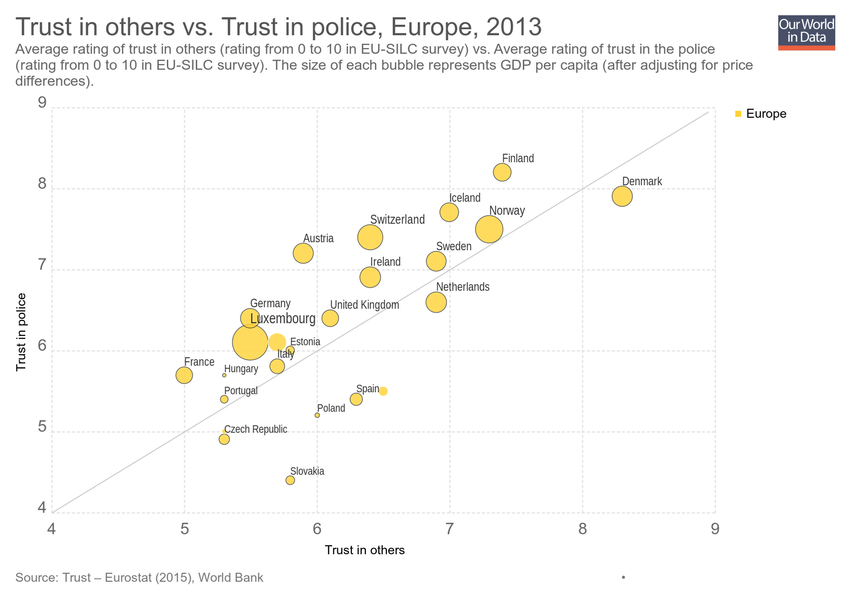 Trust in others vs. Trust in police, Europe, 2013
Our World
in Data
Average rating of trust in others (rating from 0 to 10 in EU-SILC survey) vs. Average rating of trust in the police
(rating from 0 to 10 in EU-SILC survey). The size of each bubble represents GDP per capita (after adjusting for price
differences).
9
Europe
Finland
8
Denmark
Iceland
Norway
Switzerland
Austria
Sweden
7
Ireland
Netherlands
Germany
United Kingdom
Luxembourg
Trust in police
6
Estonia
Italy
France
Hungary
Portugal
Spain
Poland
5
Czech Republic
Slovakia
4
4 5 6 7 8 9
Trust in others
Source: Trust – Eurostat (2015), World Bank